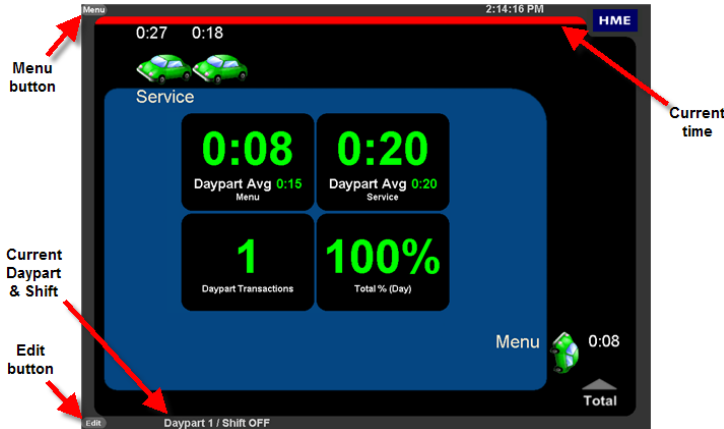 Menu
2:14:16 PM
HME
0:27 0:18
Menu
button
Service
Current
time
0:08
0:20
Daypart Avg 0:15
Menu
Daypart Avg 0:20
Service
1
Daypart Transactions
100%
Total % (Day)
Current
Daypart
& Shift
Menu
0:08
Edit
button
Total
Edit
Daypart 1 / Shift OFF